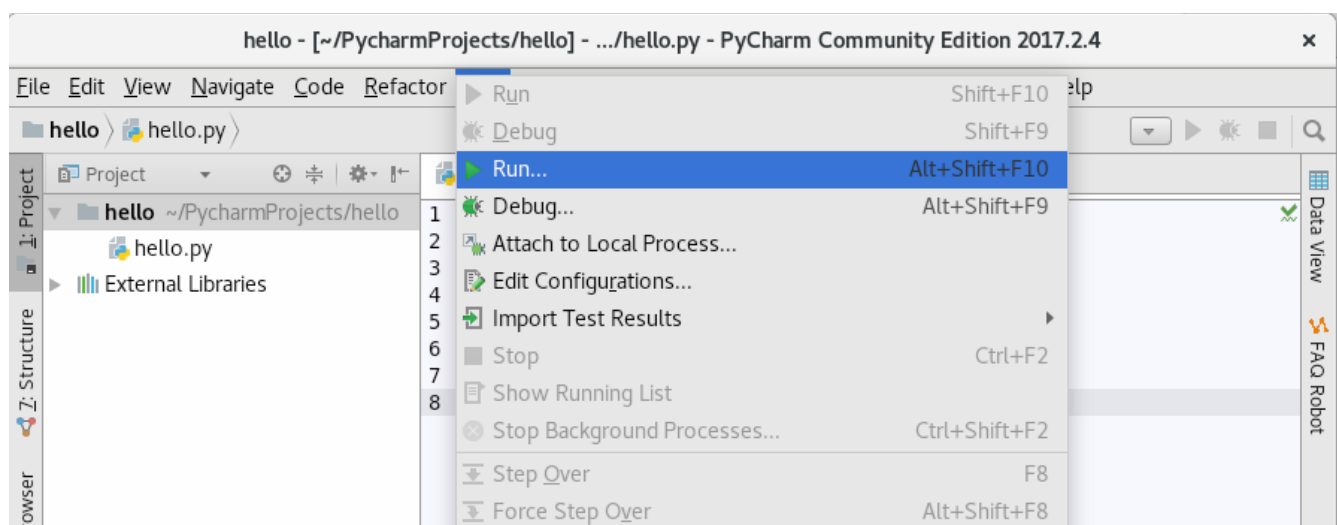 hello - [~/PycharmProjects/hello] - .../hello.py - PyCharm Community Edition 2017.2.4
File Edit View Navigate Code Refactor elp
hello hello.py
Project
hello ~/PycharmProjects/hello
hello.py
External Libraries
1: Project
7: Structure
owser
1
2
3
4
5
6
7
8
Run Shift+F10
Debug Shift+F9
Run... Alt+Shift+F10
Debug... Alt+Shift+F9
Attach to Local Process...
Edit Configurations...
Import Test Results
Stop Ctrl+F2
Show Running List
Stop Background Processes... Ctrl+Shift+F2
Step Over F8
Force Step Over Alt+Shift+F8
Data View
FAQ Robot